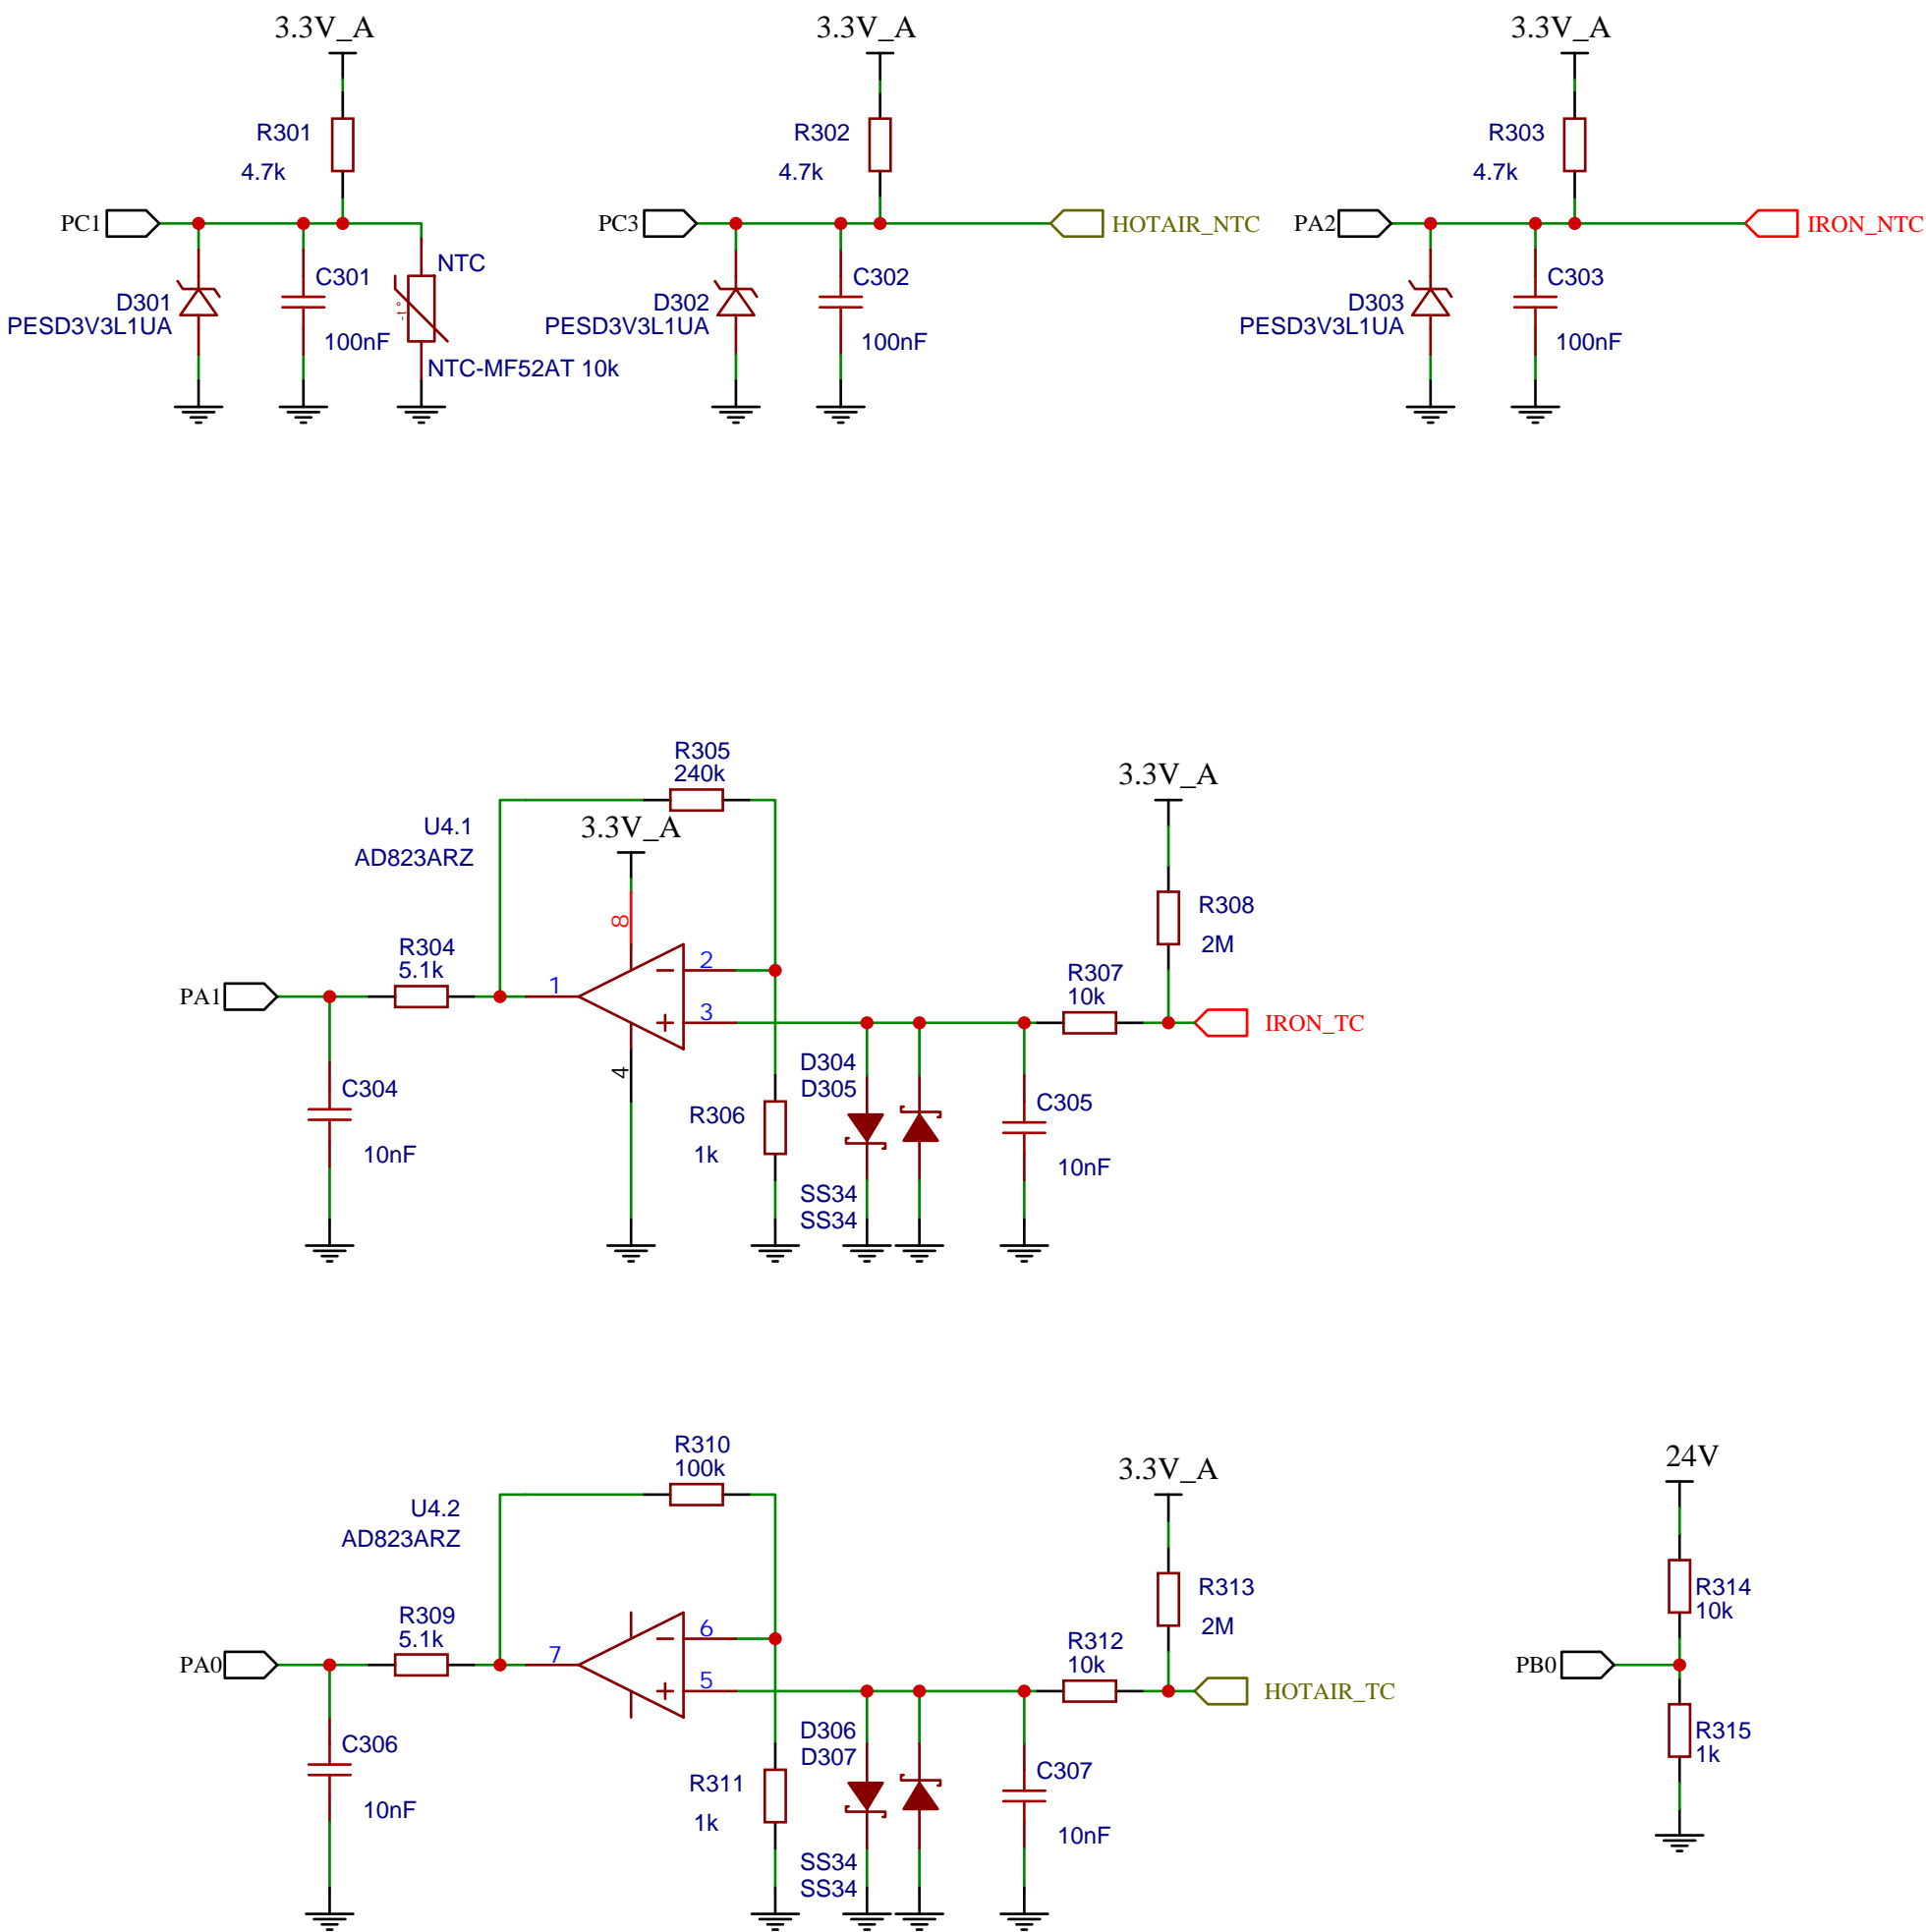 3.3V_A
R301
4.7k
PC1
D301
PESD3V3L1UA
C301
100nF
NTC
-t°
NTC-MF52AT 10k
3.3V_A
R302
4.7k
PC3
HOTAIR_NTC
D302
PESD3V3L1UA
C302
100nF
3.3V_A
R303
4.7k
PA2
IRON_NTC
D303
PESD3V3L1UA
C303
100nF
R305
240k
U4.1
AD823ARZ
3.3V_A
8
R304
5.1k
PA1
1
2
3
4
C304
10nF
R306
1k
D304
D305
SS34
SS34
C305
10nF
R307
10k
3.3V_A
R308
2M
IRON_TC
R310
100k
U4.2
AD823ARZ
R309
5.1k
PA0
7
6
5
C306
10nF
R311
1k
D306
D307
SS34
SS34
C307
10nF
R312
10k
3.3V_A
R313
2M
HOTAIR_TC
24V
R314
10k
PB0
R315
1k